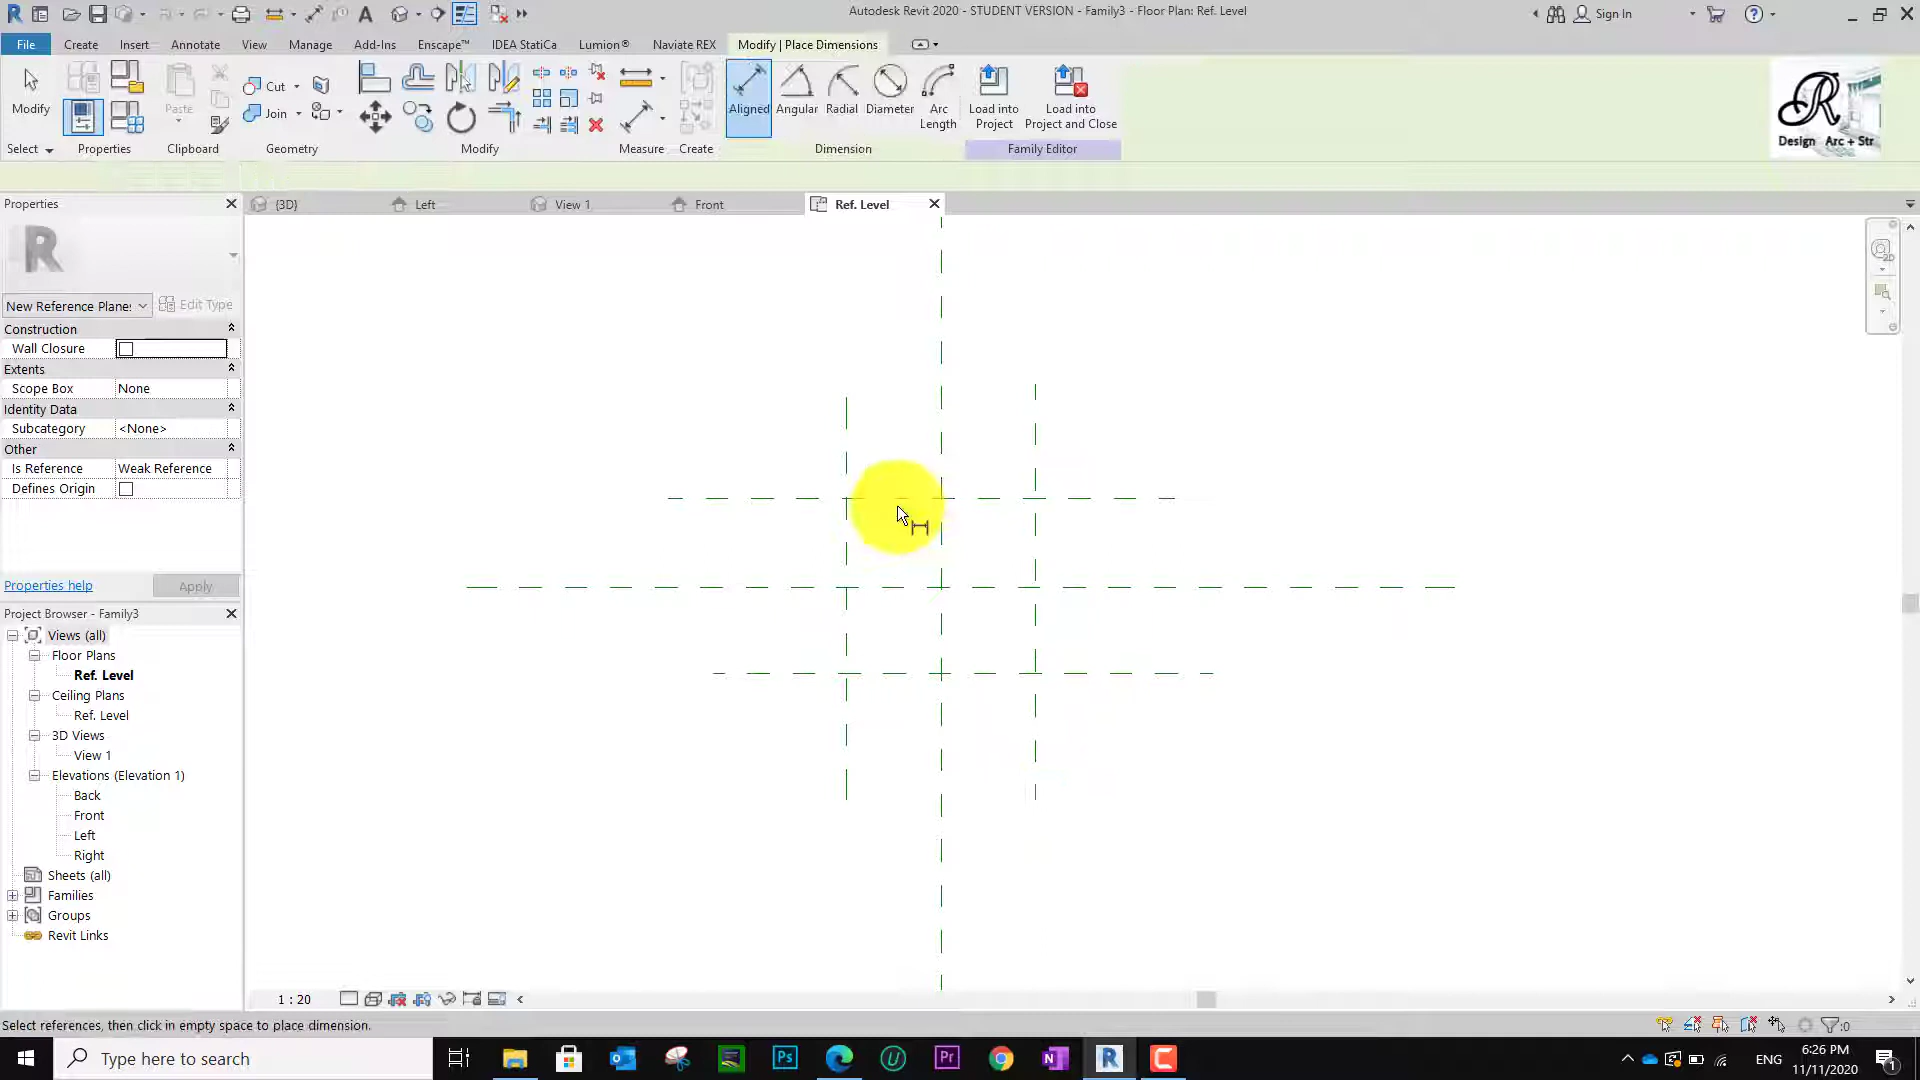 Autodesk Revit 2020 - STUDENT VERSION - Family3 - Floor Plan: Ref. Level
Sign In
File Create Insert Annotate View Manage Add-Ins Enscape™ IDEA StatiCa Lumion® Naviate REX Modify | Place Dimensions
Modify
Paste
Cut
Join
Aligned Angular Radial Diameter Arc Length
Load into Project
Load into Project and Close
Select Properties Clipboard Geometry Modify Measure Create Dimension Family Editor
R
Design Arc + Str
Properties
{3D} Left View 1 Front Ref. Level
New Reference Plane: Edit Type
Construction
Wall Closure
Extents
Scope Box None
Identity Data
Subcategory <None>
Other
Is Reference Weak Reference
Defines Origin
Properties help Apply
Project Browser - Family3
Views (all)
Floor Plans
Ref. Level
Ceiling Plans
Ref. Level
3D Views
View 1
Elevations (Elevation 1)
Back
Front
Left
Right
Sheets (all)
Families
Groups
Revit Links
1 : 20
Select references, then click in empty space to place dimension.
:0
Type here to search
ENG
6:26 PM
11/11/2020
1